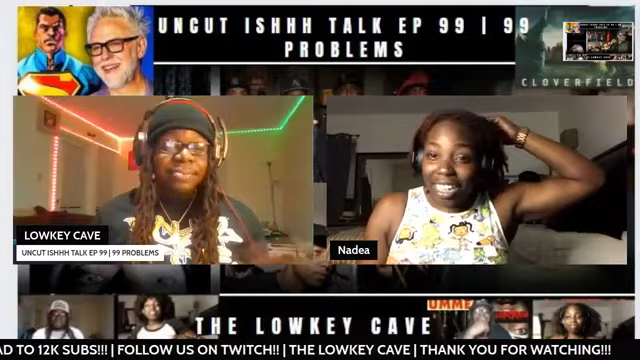 UNCUT ISHHH TALK EP 99 | 99
PROBLEMS
CLOVERFIELD
LOWKEY CAVE
UNCUT ISHHH TALK EP 99 | 99 PROBLEMS
Nadea
UMME
THE LOWKEY CAVE
AD TO 12K SUBS!!! | FOLLOW US ON TWITCH!! | THE LOWKEY CAVE | THANK YOU FOR WATCHING!!!